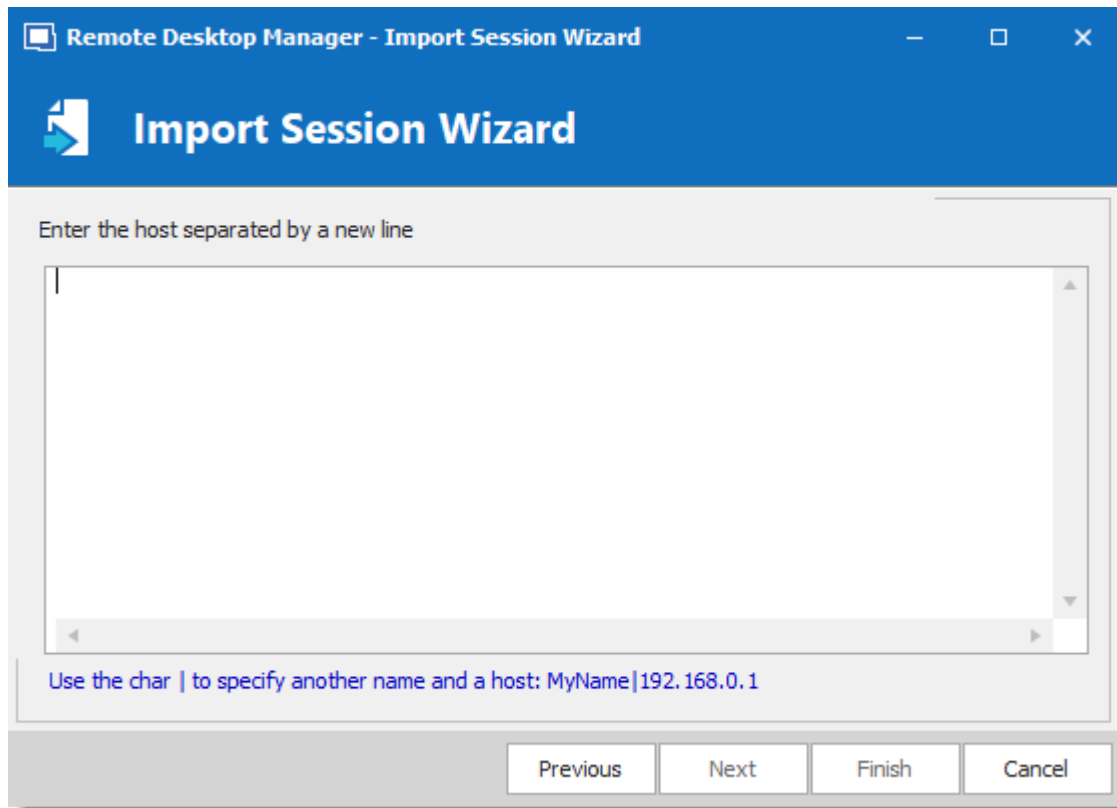 Remote Desktop Manager - Import Session Wizard
Import Session Wizard
Enter the host separated by a new line
Use the char | to specify another name and a host: MyName|192.168.0.1
Previous Next Finish Cancel